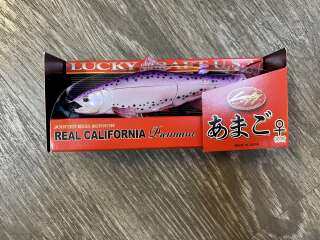 LUCKY CRAFT U.S.
REAL CALIFORNIA Premium
あまご♀
MADE IN JAPAN